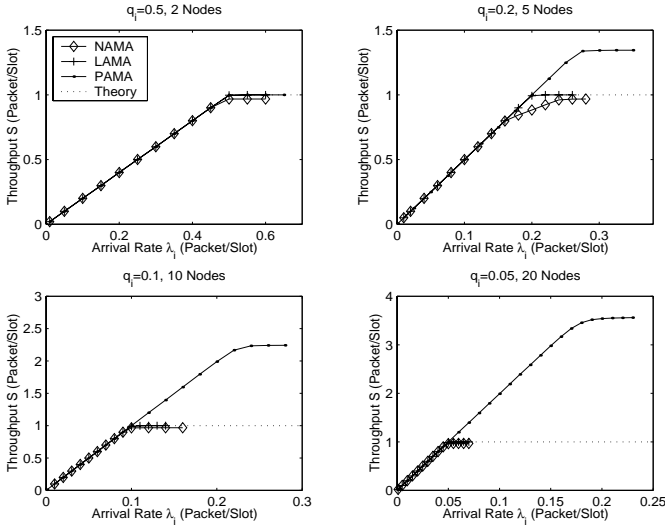 q_i=0.5, 2 Nodes
1.5
1
0.5
0
Throughput S (Packet/Slot)
NAMA
LAMA
PAMA
Theory
0 0.2 0.4 0.6
Arrival Rate λ_i (Packet/Slot)
q_i=0.2, 5 Nodes
1.5
1
0.5
0
Throughput S (Packet/Slot)
0 0.1 0.2 0.3
Arrival Rate λ_i (Packet/Slot)
q_i=0.1, 10 Nodes
3
2.5
2
1.5
1
0.5
0
Throughput S (Packet/Slot)
0 0.1 0.2 0.3
Arrival Rate λ_i (Packet/Slot)
q_i=0.05, 20 Nodes
4
3
2
1
0
Throughput S (Packet/Slot)
0 0.05 0.1 0.15 0.2 0.25
Arrival Rate λ_i (Packet/Slot)